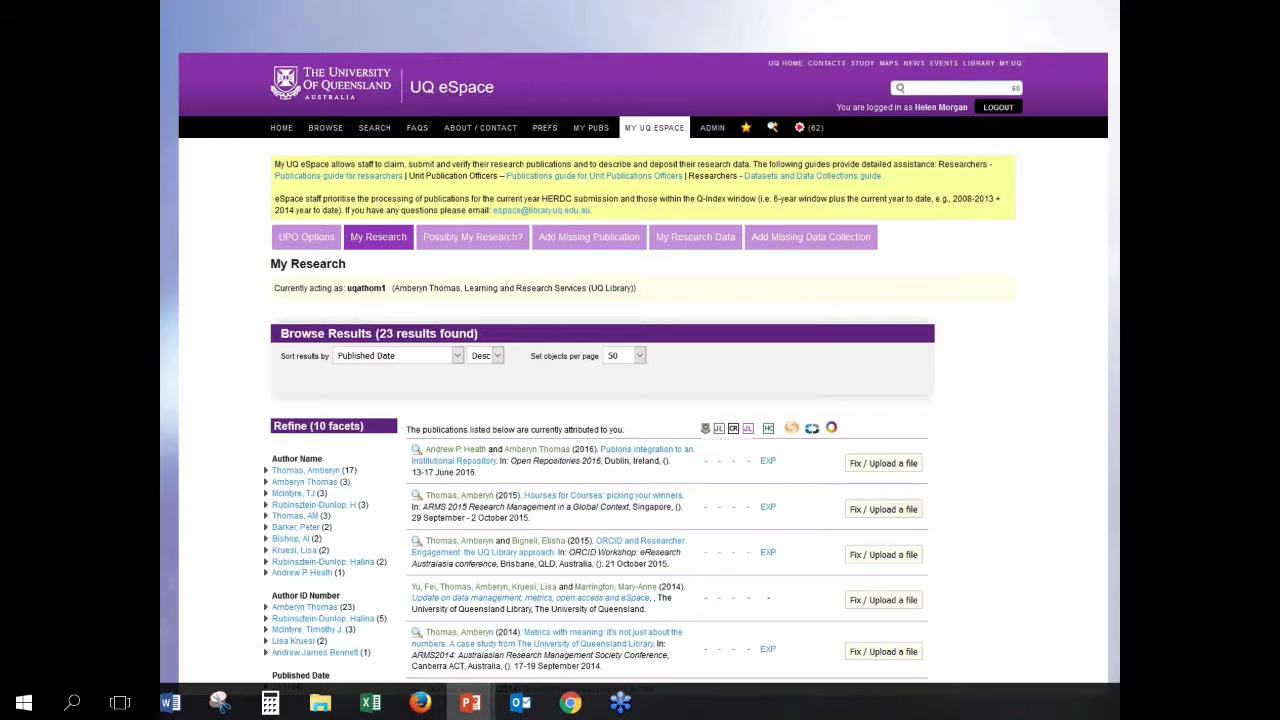 UQ HOME CONTACTS STUDY MAPS NEWS EVENTS LIBRARY MY.UQ
THE UNIVERSITY
OF QUEENSLAND
AUSTRALIA
UQ eSpace
GO
You are logged in as Helen Morgan LOGOUT
HOME BROWSE SEARCH FAQS ABOUT / CONTACT PREFS MY PUBS MY UQ ESPACE ADMIN (62)
My UQ eSpace allows staff to claim, submit and verify their research publications and to describe and deposit their research data. The following guides provide detailed assistance: Researchers -
Publications guide for researchers | Unit Publication Officers – Publications guide for Unit Publications Officers | Researchers - Datasets and Data Collections guide.
eSpace staff prioritise the processing of publications for the current year HERDC submission and those within the Q-Index window (i.e. 6-year window plus the current year to date, e.g., 2008-2013 +
2014 year to date). If you have any questions please email: espace@library.uq.edu.au.
UPO Options My Research Possibly My Research? Add Missing Publication My Research Data Add Missing Data Collection
My Research
Currently acting as: uqathom1 (Amberyn Thomas, Learning and Research Services (UQ Library))
Browse Results (23 results found)
Sort results by Published Date Desc Set objects per page 50
Refine (10 facets)
Author Name
Thomas, Amberyn (17)
Amberyn Thomas (3)
McIntyre, TJ (3)
Rubinsztein-Dunlop, H (3)
Thomas, AM (3)
Barker, Peter (2)
Bishop, AI (2)
Kruesi, Lisa (2)
Rubinsztein-Dunlop, Halina (2)
Andrew P. Heath (1)
Author ID Number
Amberyn Thomas (23)
Rubinsztein-Dunlop, Halina (5)
McIntyre, Timothy J. (3)
Lisa Kruesi (2)
Andrew James Bennett (1)
Published Date
The publications listed below are currently attributed to you. JL CR JL HC
Andrew P. Heath and Amberyn Thomas (2016). Publons integration to an
Institutional Repository. In: Open Repositories 2016, Dublin, Ireland, (). - - - - EXP Fix / Upload a file
13-17 June 2016.
Thomas, Amberyn (2015). Hourses for Courses: picking your winners.
In: ARMS 2015 Research Management in a Global Context, Singapore, (). - - - - EXP Fix / Upload a file
29 September - 2 October 2015.
Thomas, Amberyn and Bignell, Elisha (2015). ORCiD and Researcher
Engagement: the UQ Library approach. In: ORCID Workshop: eResearch - - - - EXP Fix / Upload a file
Australasia conference, Brisbane, QLD, Australia, (). 21 October 2015.
Yu, Fei, Thomas, Amberyn, Kruesi, Lisa and Marrington, Mary-Anne (2014).
Update on data management, metrics, open access and eSpace, , The - - - - - Fix / Upload a file
University of Queensland Library, The University of Queensland.
Thomas, Amberyn (2014). Metrics with meaning: it's not just about the
numbers. A case study from The University of Queensland Library. In: - - - - EXP Fix / Upload a file
ARMS2014: Australasian Research Management Society Conference,
Canberra ACT, Australia, (). 17-19 September 2014.